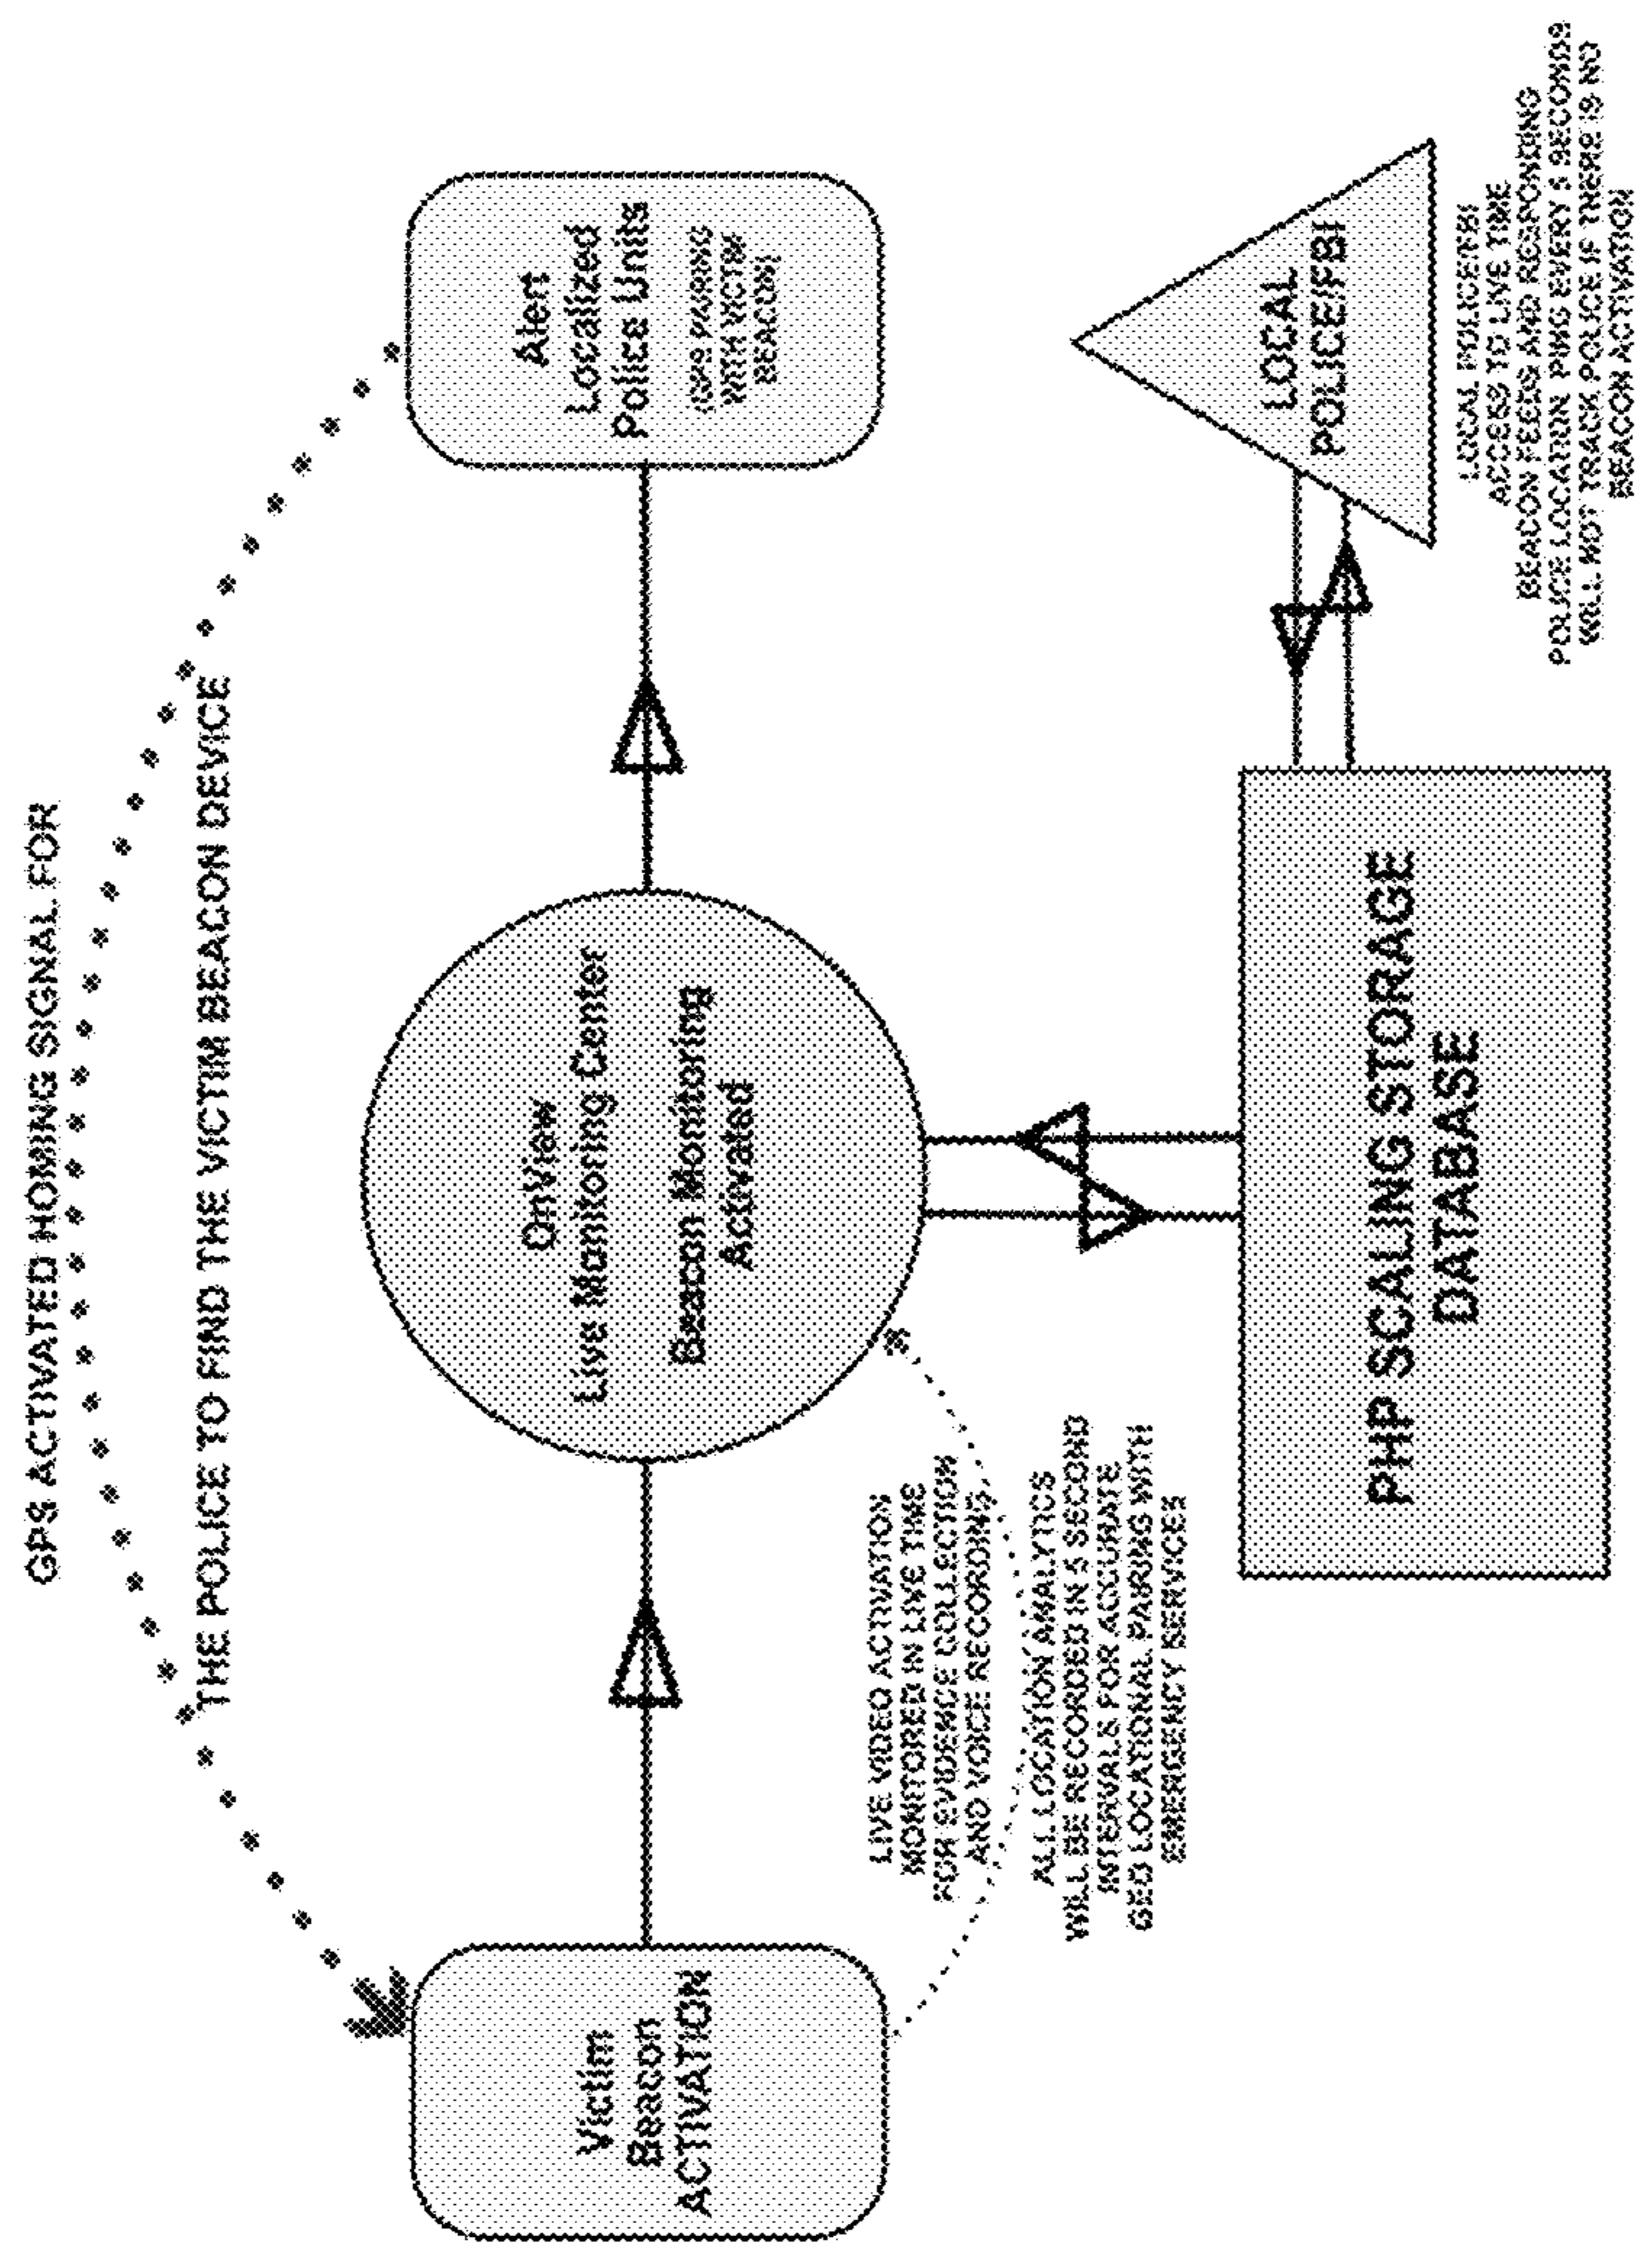 GPS ACTIVATED HOMING SIGNAL FOR
THE POLICE TO FIND THE VICTIM BEACON DEVICE
Victim
Beacon
ACTIVATION
OnView
Live Monitoring Center
Beacon Monitoring
Activated
Alert
Localized
Police Units
(GPS PAIRING
WITH VICTIM
BEACON)
LIVE VIDEO ACTIVATION
MONITORED IN LIVE TIME
FOR EVIDENCE COLLECTION
AND VOICE RECORDING.
ALL LOCATION ANALYTICS
WILL BE RECORDED IN 5 SECOND
INTERVALS FOR ACCURATE
GEO LOCATIONAL PAIRING WITH
EMERGENCY SERVICES
PHP SCALING STORAGE
DATABASE
LOCAL
POLICE/FBI
LOCAL POLICE/FBI
ACCESS TO LIVE TIME
BEACON FEEDS AND RESPONDING
POLICE LOCATION PING EVERY 5 SECONDS
WILL NOT TRACK POLICE IF THERE IS NO
BEACON ACTIVATION